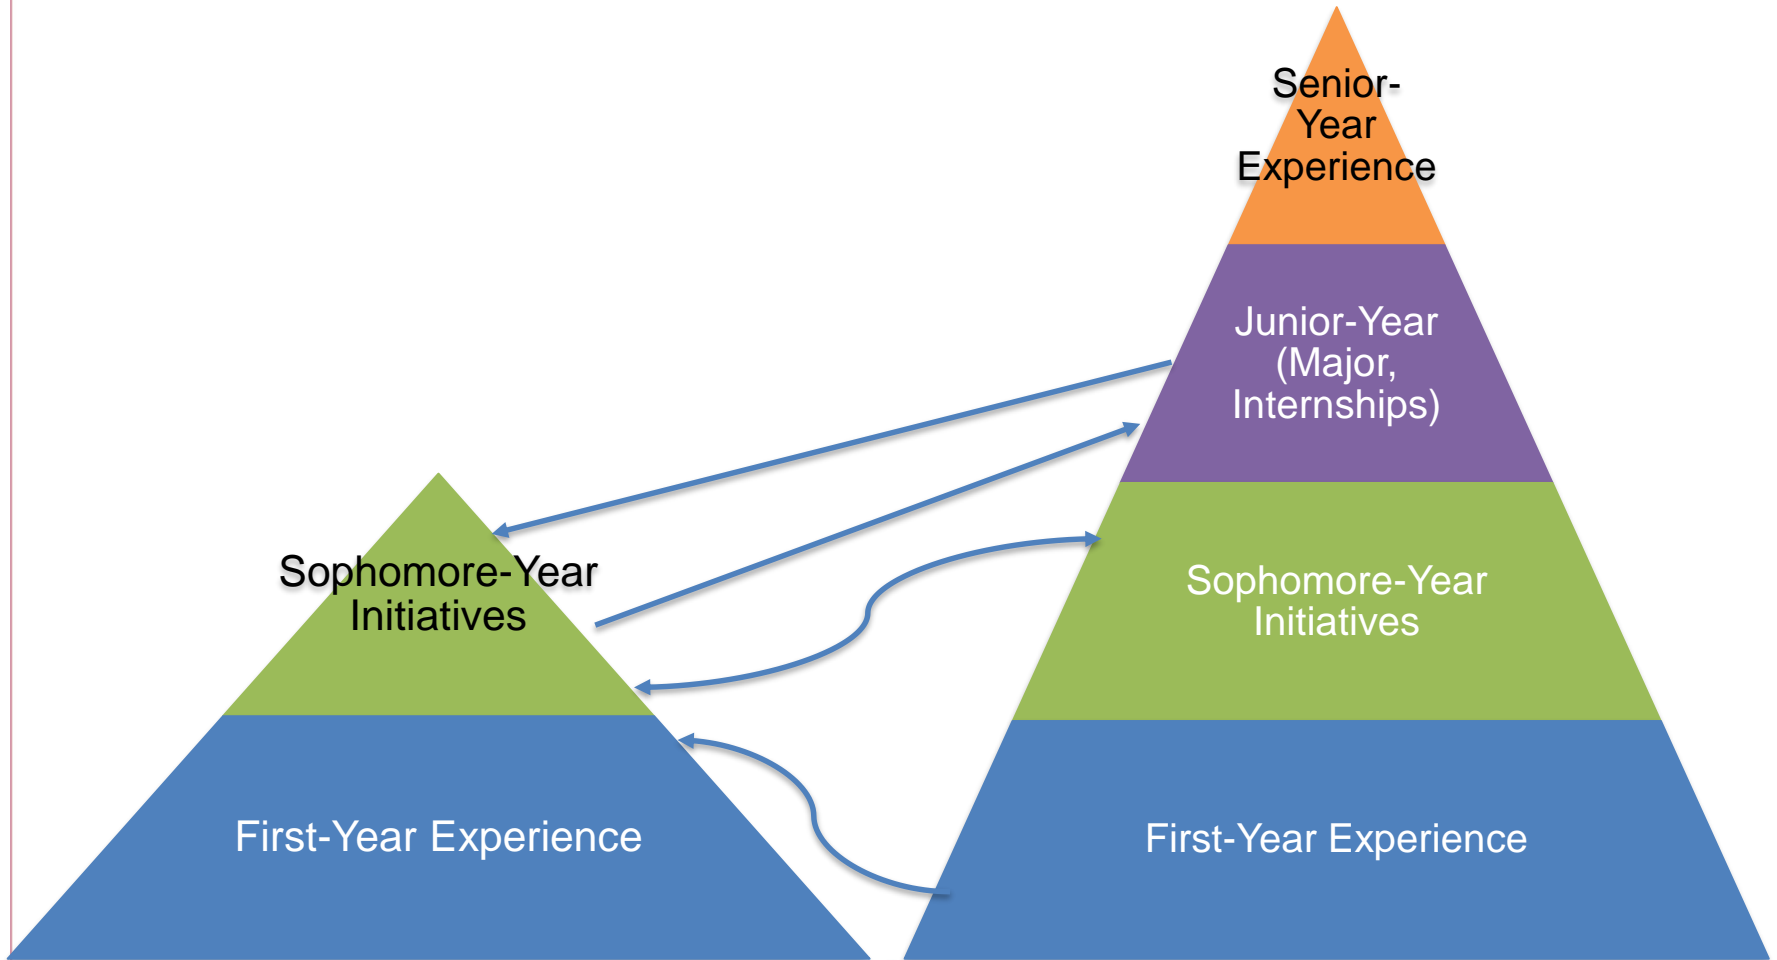 Senior-
Year
Experience
Junior-Year
(Major,
Internships)
Sophomore-Year
Initiatives
First-Year Experience
Sophomore-Year
Initiatives
First-Year Experience